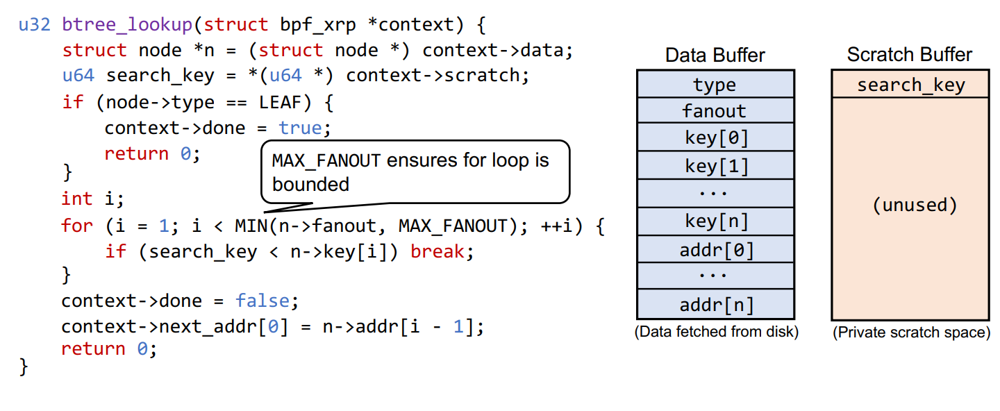 u32 btree_lookup(struct bpf_xrp *context) {
struct node *n = (struct node *) context->data;
u64 search_key = *(u64 *) context->scratch;
if (node->type == LEAF) {
context->done = true;
return 0;
}
MAX_FANOUT ensures for loop is
bounded
int i;
for (i = 1; i < MIN(n->fanout, MAX_FANOUT); ++i) {
if (search_key < n->key[i]) break;
}
context->done = false;
context->next_addr[0] = n->addr[i - 1];
return 0;
}
Data Buffer
type
fanout
key[0]
key[1]
...
key[n]
addr[0]
...
addr[n]
(Data fetched from disk)
Scratch Buffer
search_key
(unused)
(Private scratch space)